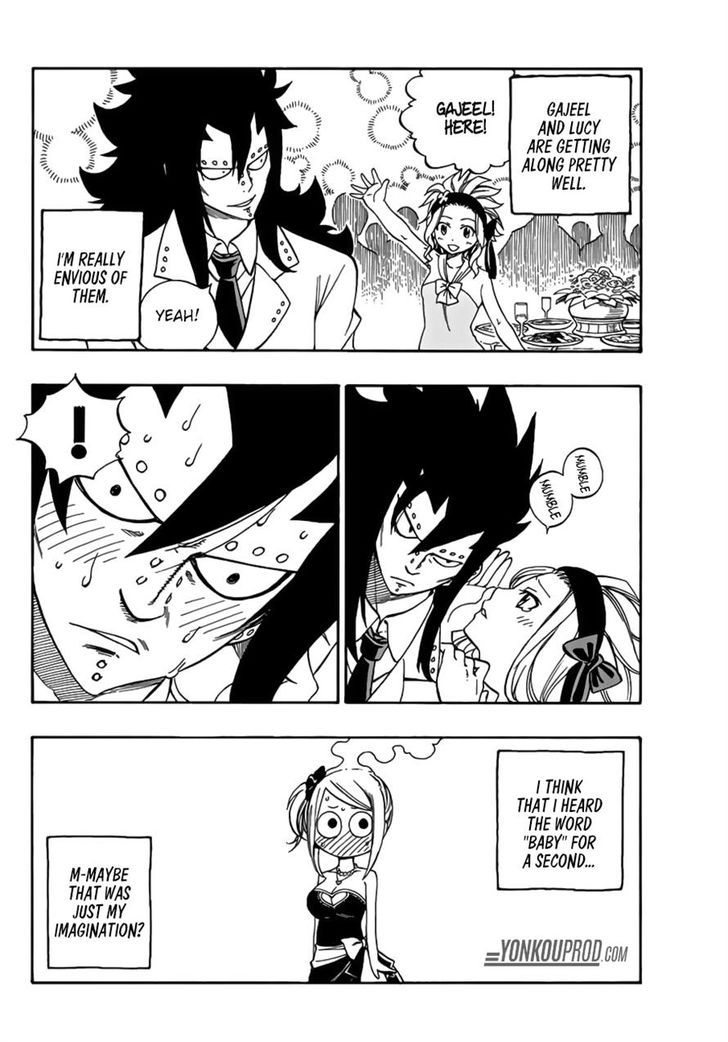 GAJEEL
AND LUCY
ARE GETTING
ALONG PRETTY
WELL.
GAJEEL!
HERE!
I'M REALLY
ENVIOUS OF
THEM.
YEAH!
MUMBLE
MUMBLE
!
I THINK
THAT I HEARD
THE WORD
"BABY" FOR
A SECOND...
M-MAYBE
THAT WAS
JUST MY
IMAGINATION?
YONKOUPROD.COM